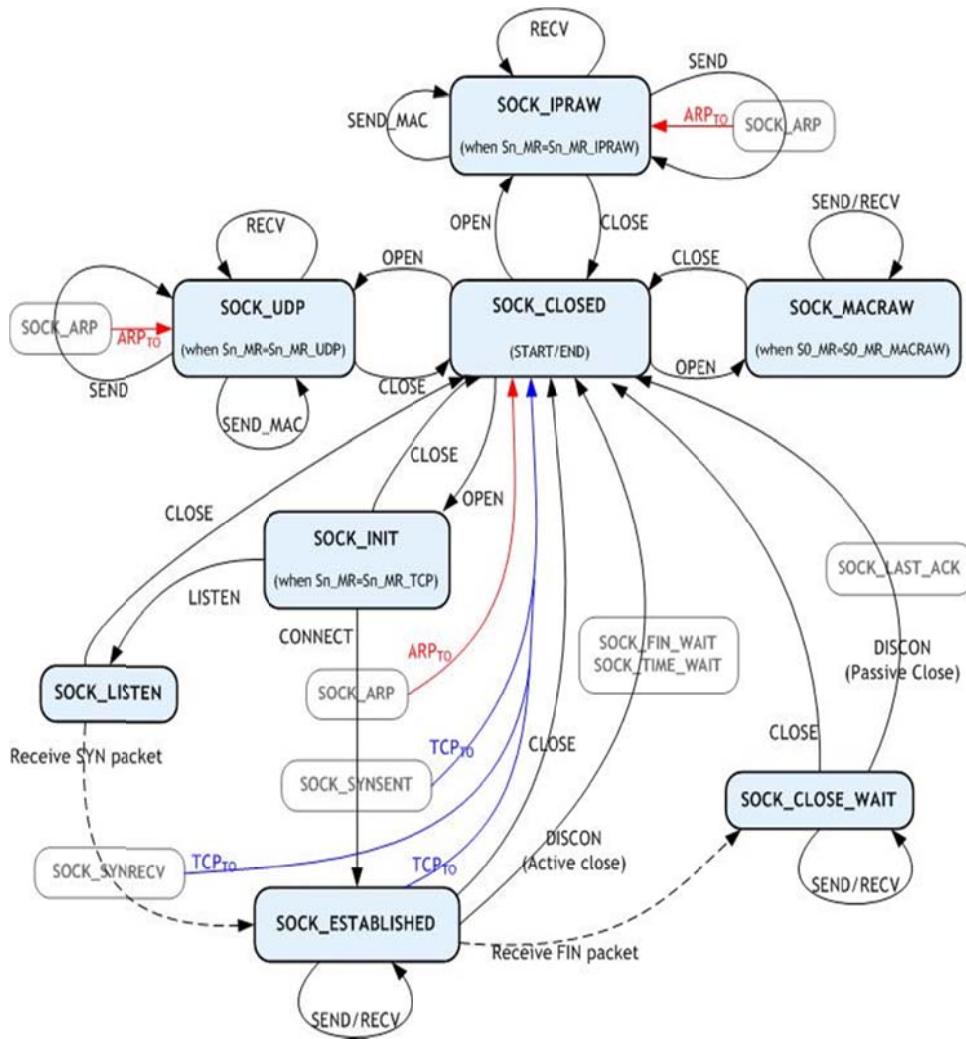 RECV
SEND
SOCK_IPRAW
SEND_MAC
ARPTO
SOCK_ARP
(when Sn_MR=Sn_MR_IPRAW)
SEND/RECV
OPEN
CLOSE
RECV
OPEN
CLOSE
SOCK_UDP
SOCK_CLOSED
SOCK_MACRAW
SOCK_ARP
ARPTO
(when Sn_MR=Sn_MR_UDP)
(START/END)
(when S0_MR=S0_MR_MACRAW)
SEND
CLOSE
OPEN
SEND_MAC
CLOSE
OPEN
CLOSE
SOCK_INIT
(when Sn_MR=Sn_MR_TCP)
SOCK_LAST_ACK
LISTEN
CONNECT
SOCK_FIN_WAIT
SOCK_TIME_WAIT
DISCON
(Passive Close)
ARPTO
SOCK_LISTEN
SOCK_ARP
Receive SYN packet
TCPTO
CLOSE
CLOSE
SOCK_SYNSENT
SOCK_CLOSE_WAIT
DISCON
(Active close)
SOCK_SYNRECV
TCPTO
TCPTO
SEND/RECV
SOCK_ESTABLISHED
Receive FIN packet
SEND/RECV